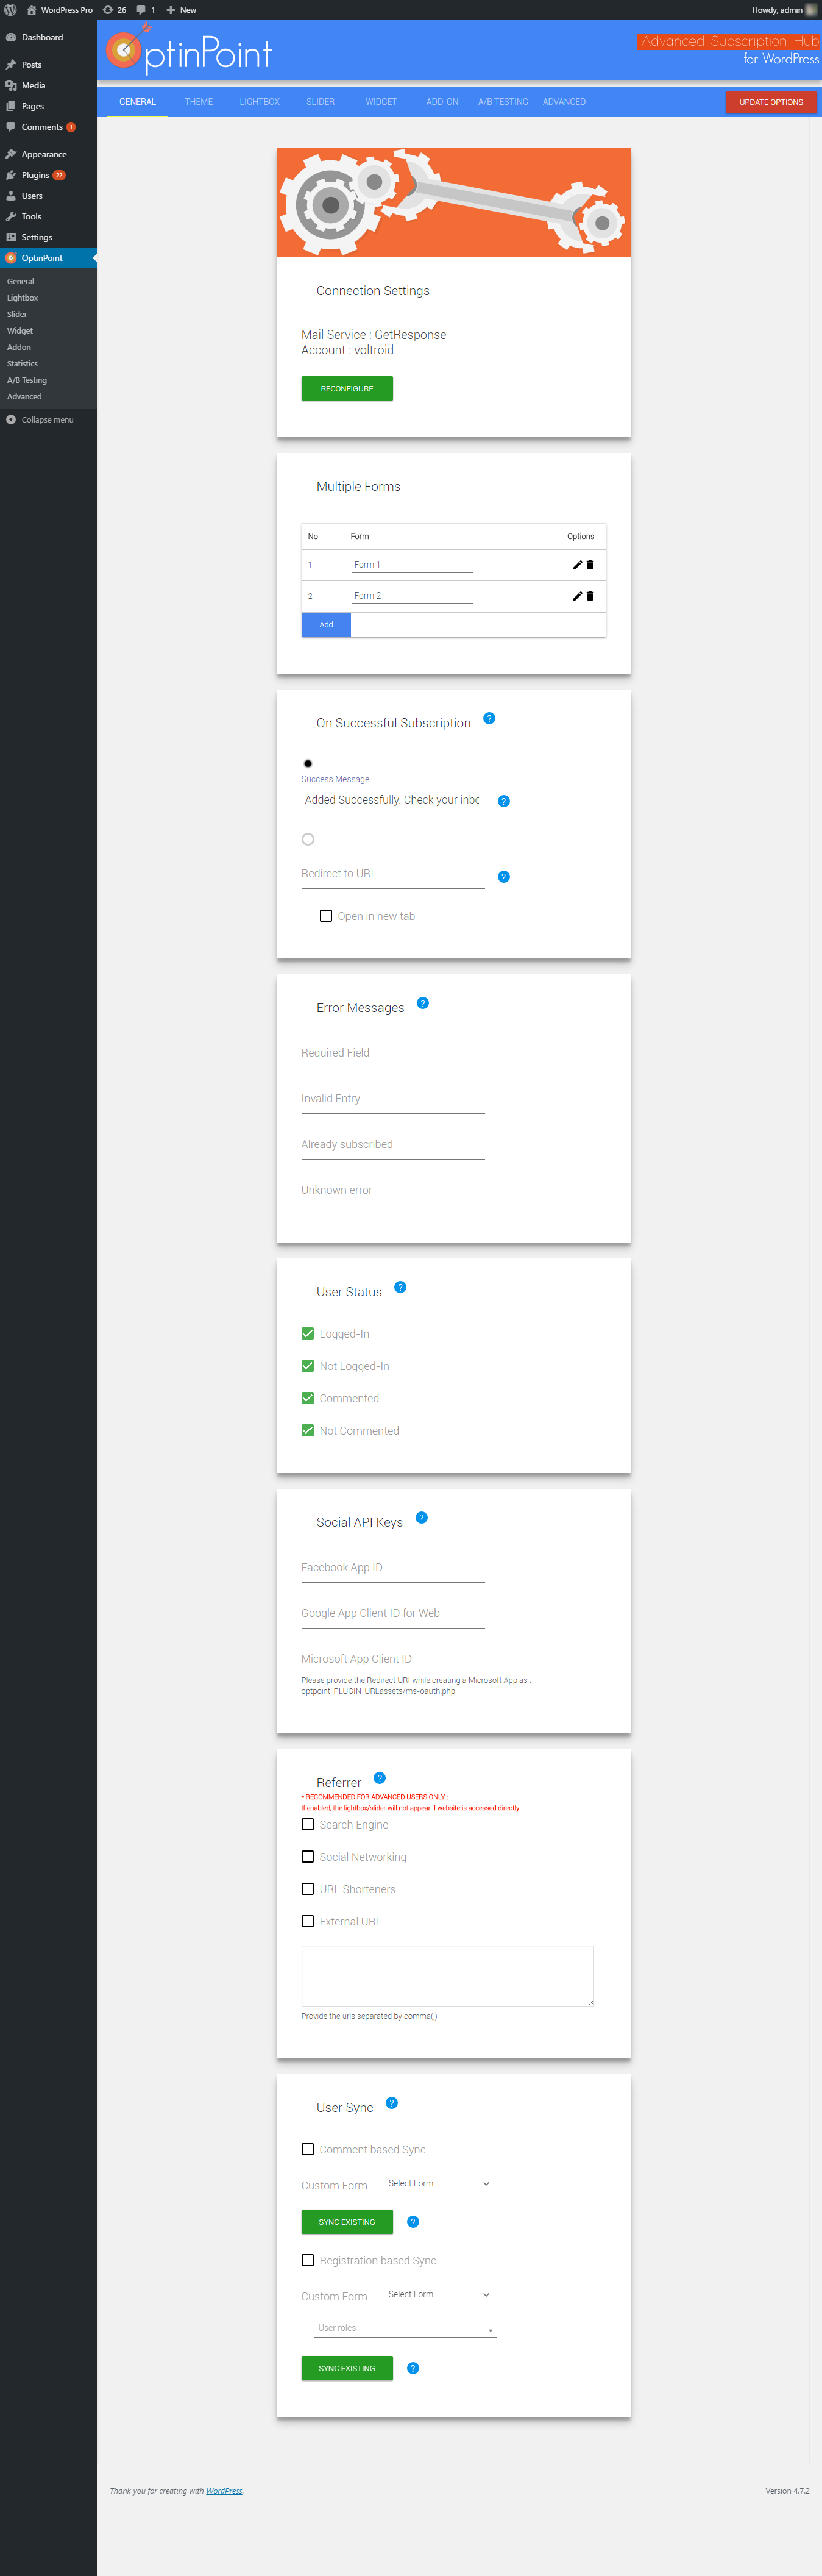 WordPress Pro 26 1 New Howdy, admin
Dashboard
Posts
Media
Pages
Comments 1
Appearance
Plugins 22
Users
Tools
Settings
OptinPoint
General
Lightbox
Slider
Widget
Addon
Statistics
A/B Testing
Advanced
Collapse menu
OptinPoint
Advanced Subscription Hub
for WordPress
GENERAL THEME LIGHTBOX SLIDER WIDGET ADD-ON A/B TESTING ADVANCED UPDATE OPTIONS
Connection Settings
Mail Service : GetResponse
Account : voltroid
RECONFIGURE
Multiple Forms
No Form Options
1 Form 1
2 Form 2
Add
On Successful Subscription ?
Success Message
Added Successfully. Check your inbc ?
Redirect to URL ?
Open in new tab
Error Messages ?
Required Field
Invalid Entry
Already subscribed
Unknown error
User Status ?
Logged-In
Not Logged-In
Commented
Not Commented
Social API Keys ?
Facebook App ID
Google App Client ID for Web
Microsoft App Client ID
Please provide the Redirect URI while creating a Microsoft App as :
optpoint_PLUGIN_URLassets/ms-oauth.php
Referrer ?
* RECOMMENDED FOR ADVANCED USERS ONLY :
If enabled, the lightbox/slider will not appear if website is accessed directly
Search Engine
Social Networking
URL Shorteners
External URL
Provide the urls separated by comma(,)
User Sync ?
Comment based Sync
Custom Form Select Form
SYNC EXISTING ?
Registration based Sync
Custom Form Select Form
User roles
SYNC EXISTING ?
Thank you for creating with WordPress. Version 4.7.2